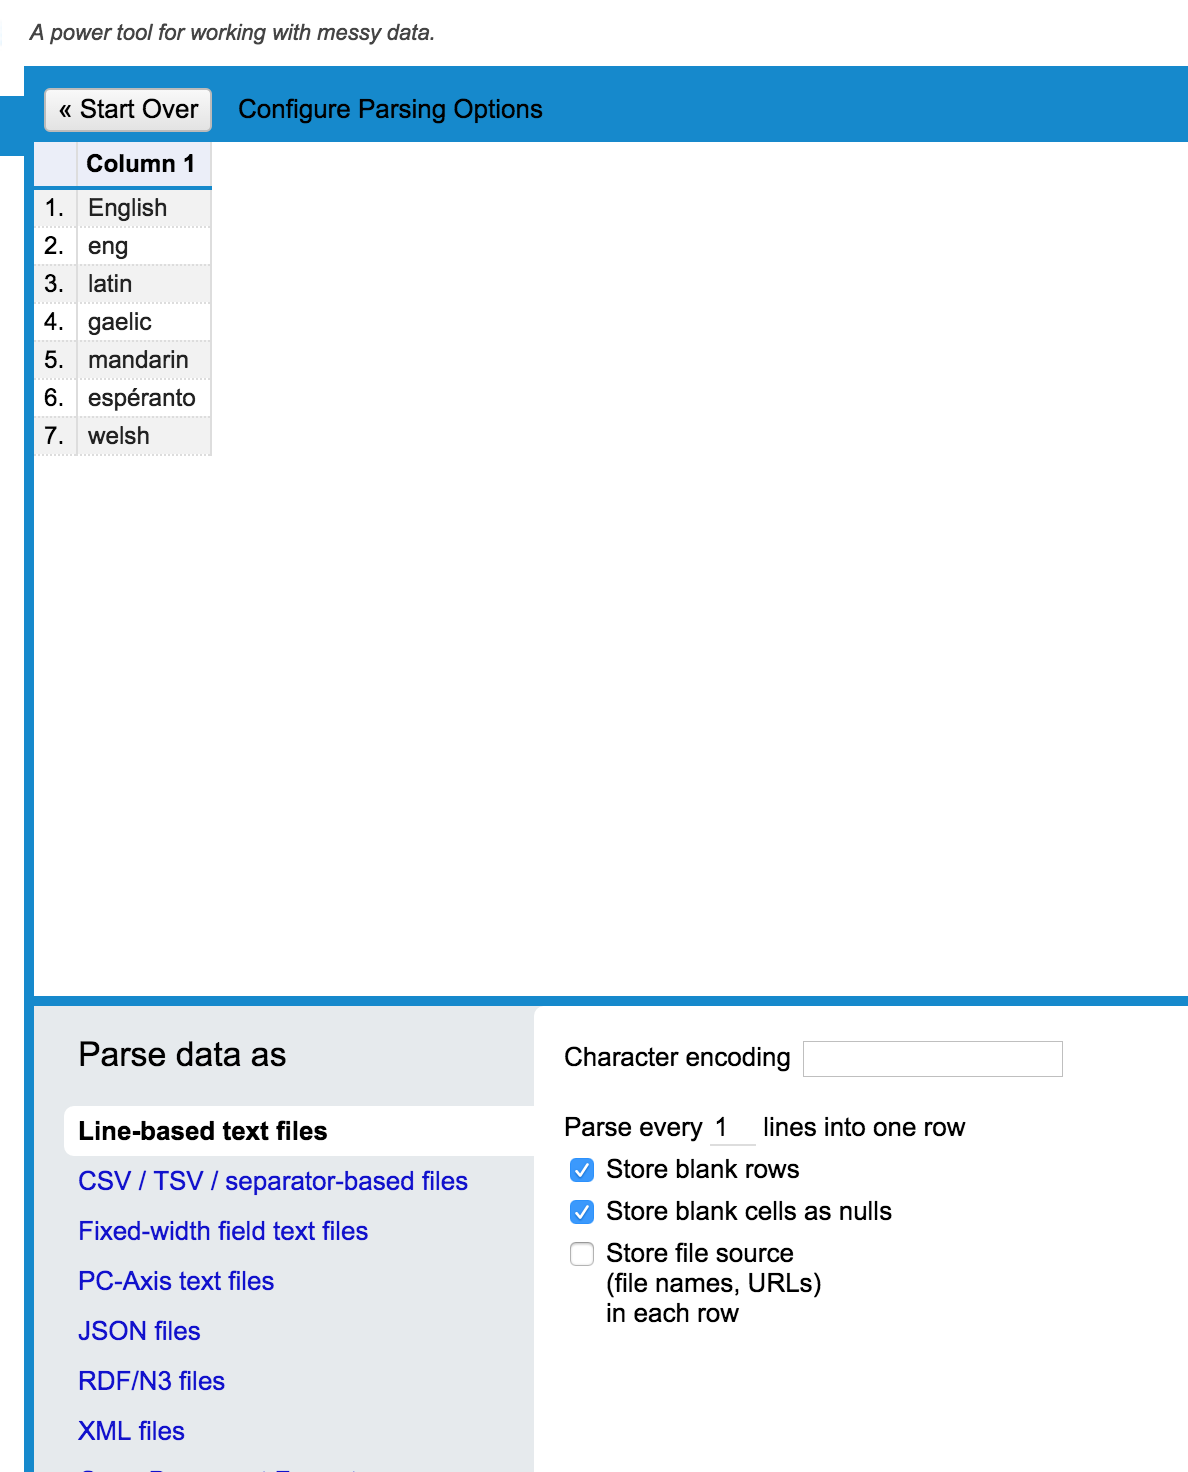 A power tool for working with messy data.
« Start Over
Configure Parsing Options
Column 1
1. English
2. eng
3. latin
4. gaelic
5. mandarin
6. espéranto
7. welsh
Parse data as
Line-based text files
CSV / TSV / separator-based files
Fixed-width field text files
PC-Axis text files
JSON files
RDF/N3 files
XML files
Character encoding
Parse every 1 lines into one row
Store blank rows
Store blank cells as nulls
Store file source
(file names, URLs)
in each row